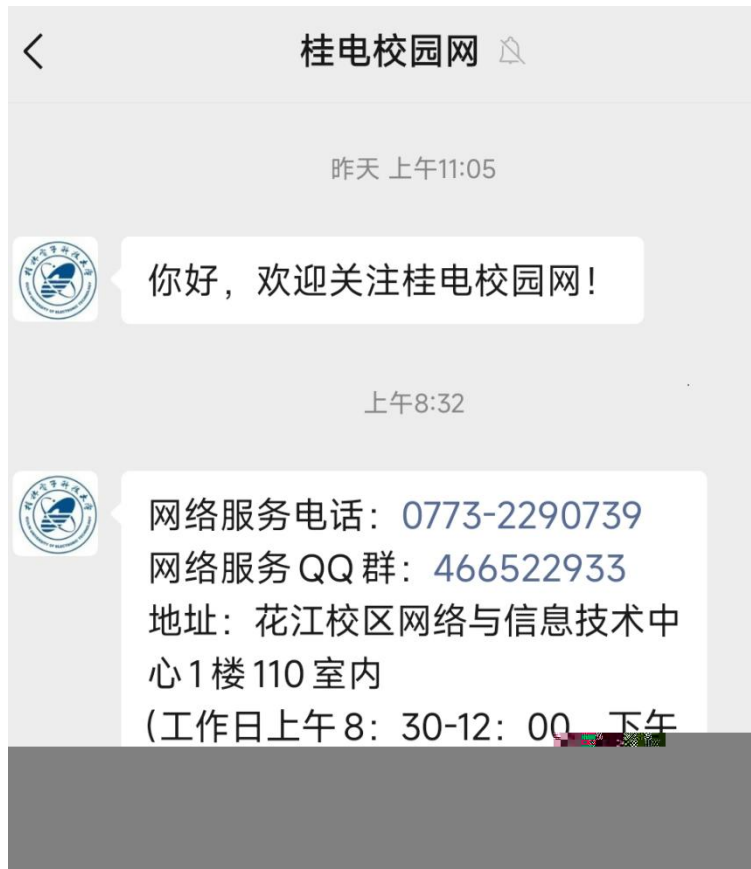 桂电校园网
昨天 上午11:05
你好，欢迎关注桂电校园网！
上午8:32
网络服务电话：0773-2290739
网络服务QQ群：466522933
地址：花江校区网络与信息技术中
心1楼110室内
(工作日上午8：30-12：00，下午